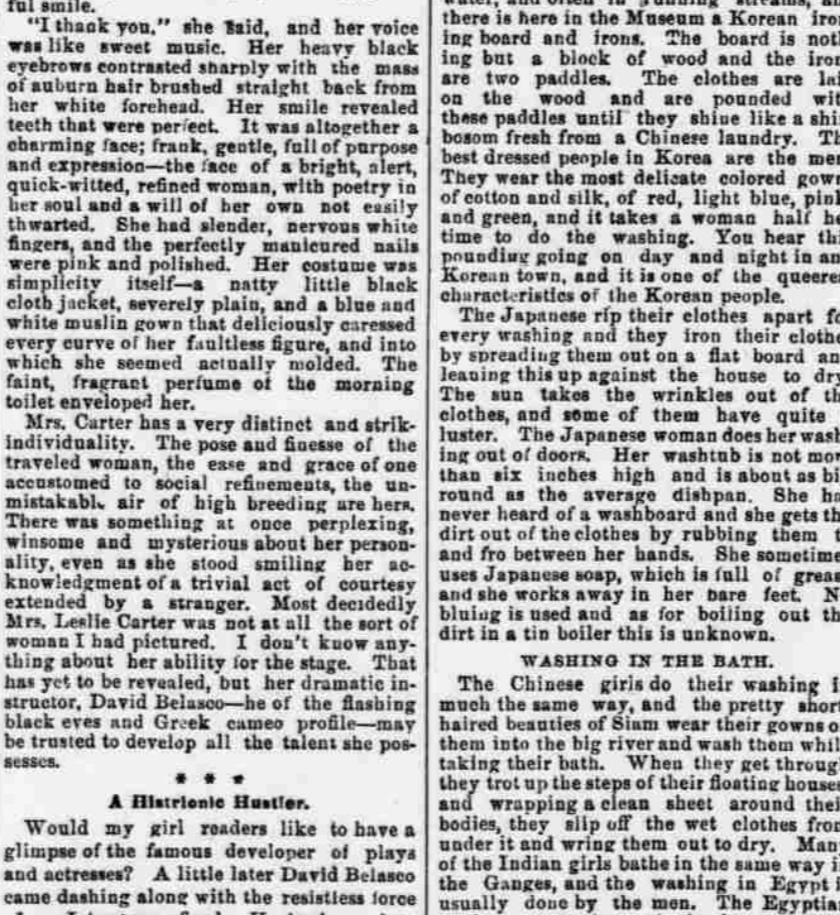 ful smile.
"I thank you," she said, and her voice
was like sweet music. Her heavy black
eyebrows contrasted sharply with the mass
of auburn hair brushed straight back from
her white forehead. Her smile revealed
teeth that were perfect. It was altogether a
charming face; frank, gentle, full of purpose
and expression—the face of a bright, alert,
quick-witted, refined woman, with poetry in
her soul and a will of her own not easily
thwarted. She had slender, nervous white
fingers, and the perfectly manicured nails
were pink and polished. Her costume was
simplicity itself—a natty little black
cloth jacket, severely plain, and a blue and
white muslin gown that deliciously caressed
every curve of her faultless figure, and into
which she seemed actually molded. The
faint, fragrant perfume of the morning
toilet enveloped her.
Mrs. Carter has a very distinct and strik-
individuality. The pose and finesse of the
traveled woman, the ease and grace of one
accustomed to social refinements, the un-
mistakable air of high breeding are hers.
There was something at once perplexing,
winsome and mysterious about her person-
ality, even as she stood smiling her ac-
knowledgment of a trivial act of courtesy
extended by a stranger. Most decidedly
Mrs. Leslie Carter was not at all the sort of
woman I had pictured. I don't know any-
thing about her ability for the stage. That
has yet to be revealed, but her dramatic in-
structor, David Belasco—he of the flashing
black eyes and Greek cameo profile—may
be trusted to develop all the talent she pos-
sesses.
* * *
A Histrionic Hustler.
Would my girl readers like to have a
glimpse of the famous developer of plays
and actresses? A little later David Belasco
came dashing along with the resistless force
there is here in the Museum a Korean iron
ing board and irons. The board is noth
ing but a block of wood and the iron
are two paddles. The clothes are la
on the wood and are pounded wit
these paddles until they shine like a shi
bosom fresh from a Chinese laundry. Th
best dressed people in Korea are the men
They wear the most delicate colored gown
of cotton and silk, of red, light blue, pink
and green, and it takes a woman half he
time to do the washing. You hear thi
pounding going on day and night in an
Korean town, and it is one of the queeres
characteristics of the Korean people.
The Japanese rip their clothes apart fo
every washing and they iron their clothe
by spreading them out on a flat board an
leaning this up against the house to dry
The sun takes the wrinkles out of th
clothes, and some of them have quite
luster. The Japanese woman does her wash
ing out of doors. Her washtub is not mor
than six inches high and is about as bi
round as the average dishpan. She ha
never heard of a washboard and she gets th
dirt out of the clothes by rubbing them t
and fro between her hands. She sometime
uses Japanese soap, which is full of greas
and she works away in her bare feet. N
bluing is used and as for boiling out th
dirt in a tin boiler this is unknown.
WASHING IN THE BATH.
The Chinese girls do their washing i
much the same way, and the pretty short
haired beauties of Siam wear their gowns o
them into the big river and wash them whil
taking their bath. When they get throug
they trot up the steps of their floating houses
and wrapping a clean sheet around thei
bodies, they slip off the wet clothes from
under it and wring them out to dry. Man
of the Indian girls bathe in the same way i
the Ganges, and the washing in Egypt i
usually done by the men. The Egyptian